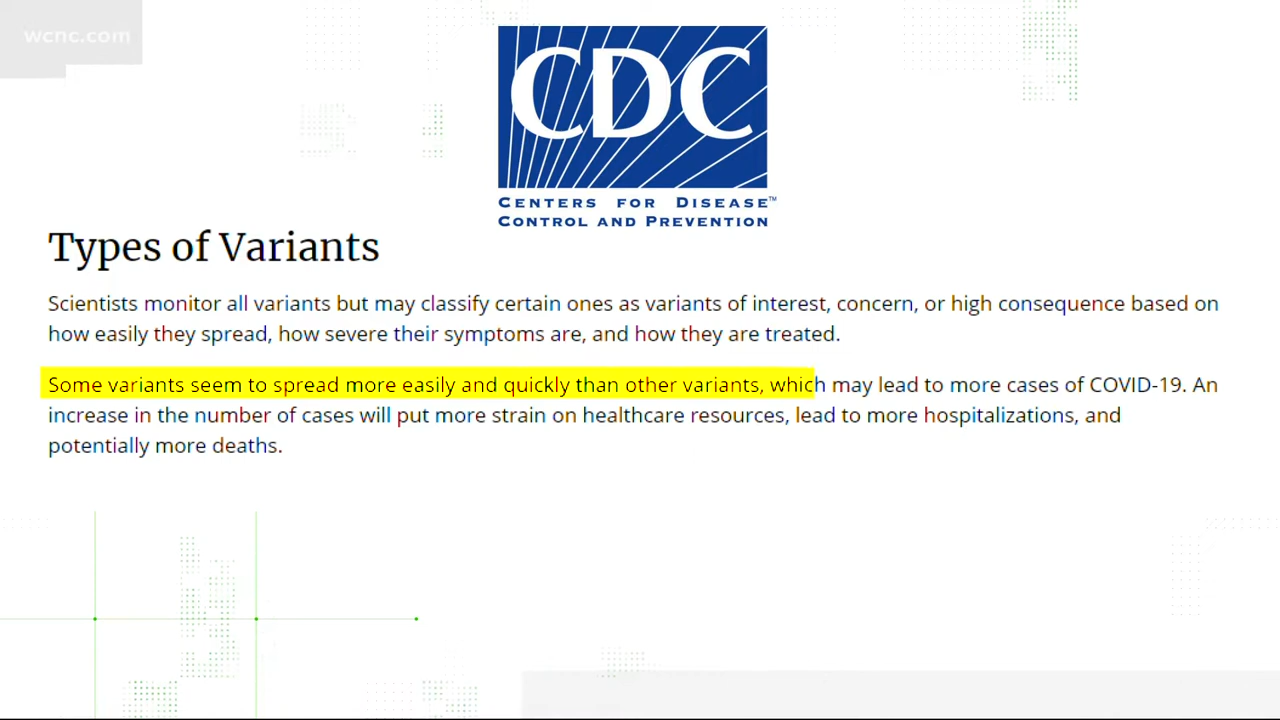 wcnc.com
CDC
CENTERS FOR DISEASE™
CONTROL AND PREVENTION
Types of Variants
Scientists monitor all variants but may classify certain ones as variants of interest, concern, or high consequence based on
how easily they spread, how severe their symptoms are, and how they are treated.
Some variants seem to spread more easily and quickly than other variants, which may lead to more cases of COVID-19. An
increase in the number of cases will put more strain on healthcare resources, lead to more hospitalizations, and
potentially more deaths.